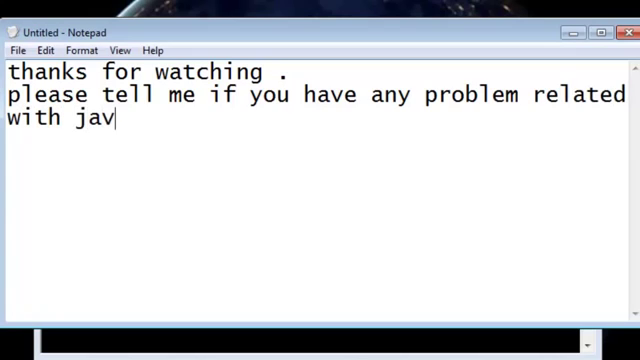 Untitled - Notepad
File Edit Format View Help
thanks for watching .
please tell me if you have any problem related
with jav